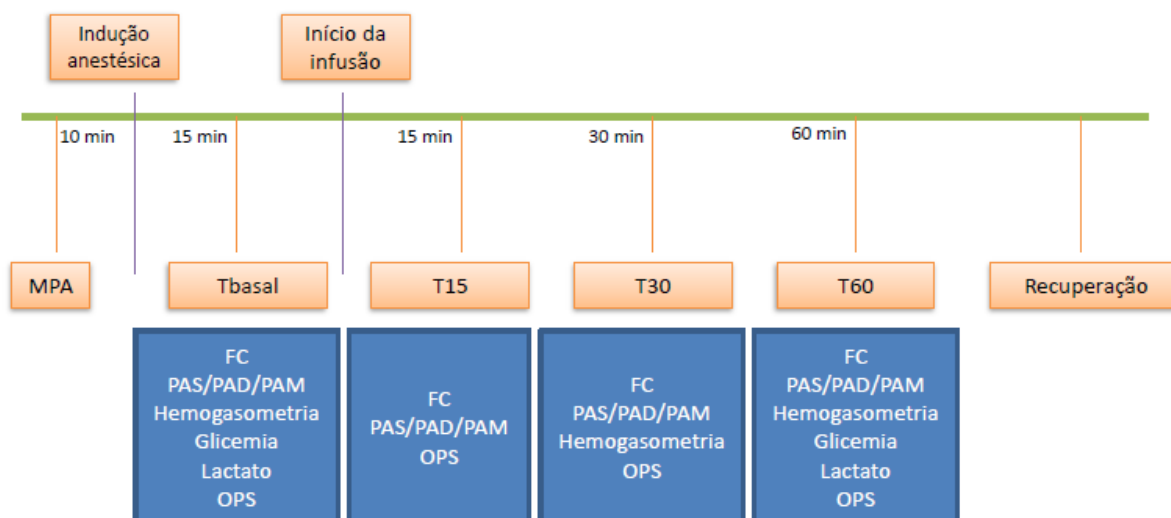 Indução
anestésica
Início da
infusão
10 min
15 min
15 min
30 min
60 min
MPA
Tbasal
T15
T30
T60
Recuperação
FC
PAS/PAD/PAM
Hemogasometria
Glicemia
Lactato
OPS
FC
PAS/PAD/PAM
OPS
FC
PAS/PAD/PAM
Hemogasometria
OPS
FC
PAS/PAD/PAM
Hemogasometria
Glicemia
Lactato
OPS